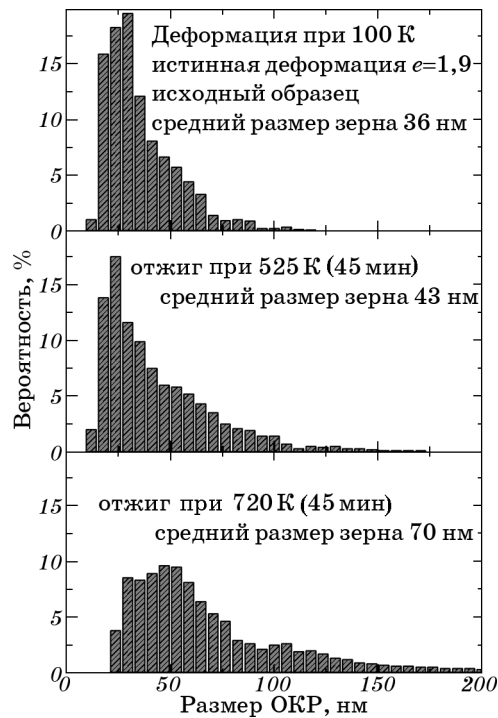 Деформация при 100 К
истинная деформация e=1,9
исходный образец
средний размер зерна 36 нм
15
10
5
0
отжиг при 525 К (45 мин)
средний размер зерна 43 нм
15
10
5
0
отжиг при 720 К (45 мин)
средний размер зерна 70 нм
15
10
5
0
0 50 100 150 200
Размер ОКР, нм
Вероятность, %